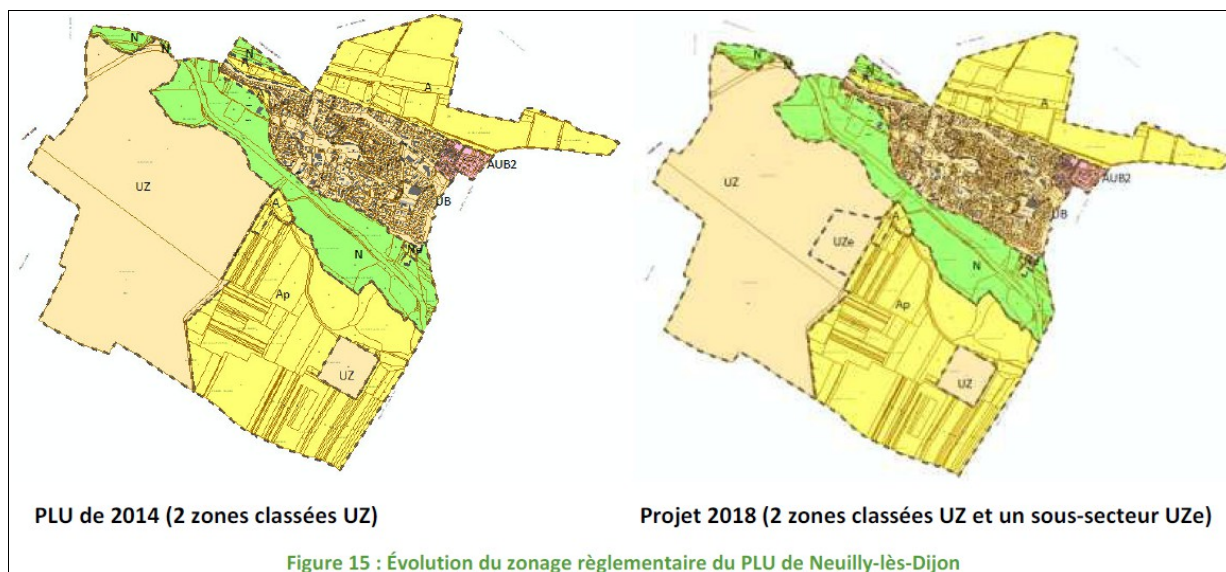 N
N
N
A
UZ
AUB2
UB
A
N
Ap
UZ
N
N
N
A
UZ
AUB2
UB
UZe
N
Ap
UZ
PLU de 2014 (2 zones classées UZ)
Projet 2018 (2 zones classées UZ et un sous-secteur UZe)
Figure 15 : Évolution du zonage règlementaire du PLU de Neuilly-lès-Dijon